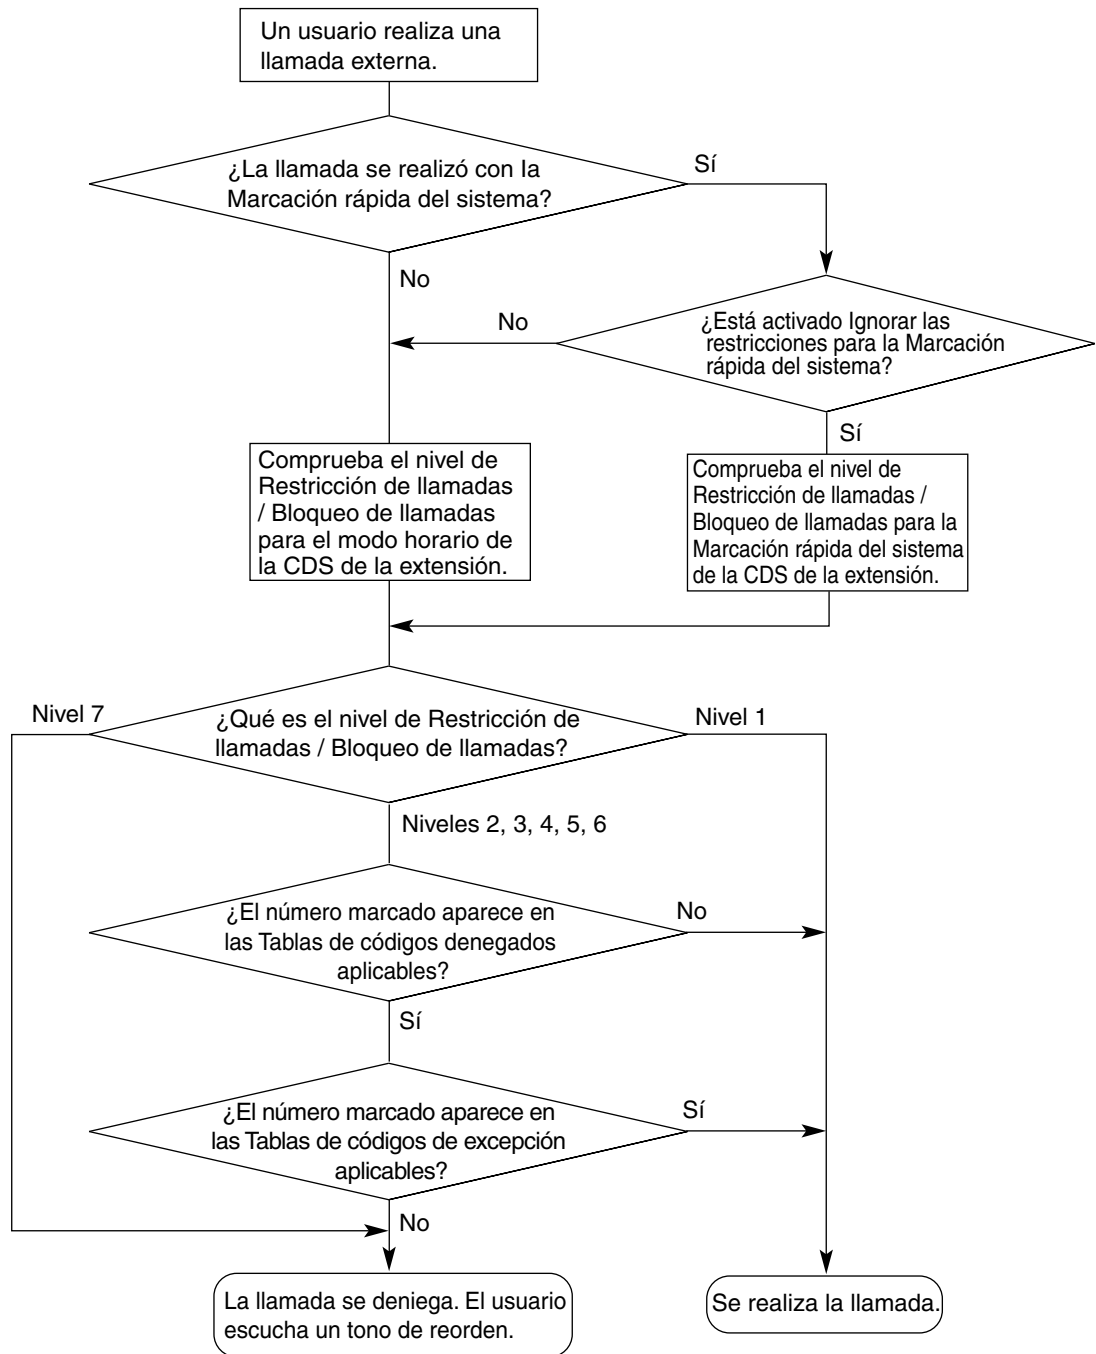 Un usuario realiza una
llamada externa.
¿La llamada se realizó con la
Marcación rápida del sistema?
Sí
No
¿Está activado Ignorar las
restricciones para la Marcación
rápida del sistema?
No
Sí
Comprueba el nivel de
Restricción de llamadas
/ Bloqueo de llamadas
para el modo horario de
la CDS de la extensión.
Comprueba el nivel de
Restricción de llamadas /
Bloqueo de llamadas para la
Marcación rápida del sistema
de la CDS de la extensión.
Nivel 7
¿Qué es el nivel de Restricción de
llamadas / Bloqueo de llamadas?
Nivel 1
Niveles 2, 3, 4, 5, 6
¿El número marcado aparece en
las Tablas de códigos denegados
aplicables?
No
Sí
¿El número marcado aparece en
las Tablas de códigos de excepción
aplicables?
Sí
No
La llamada se deniega. El usuario
escucha un tono de reorden.
Se realiza la llamada.